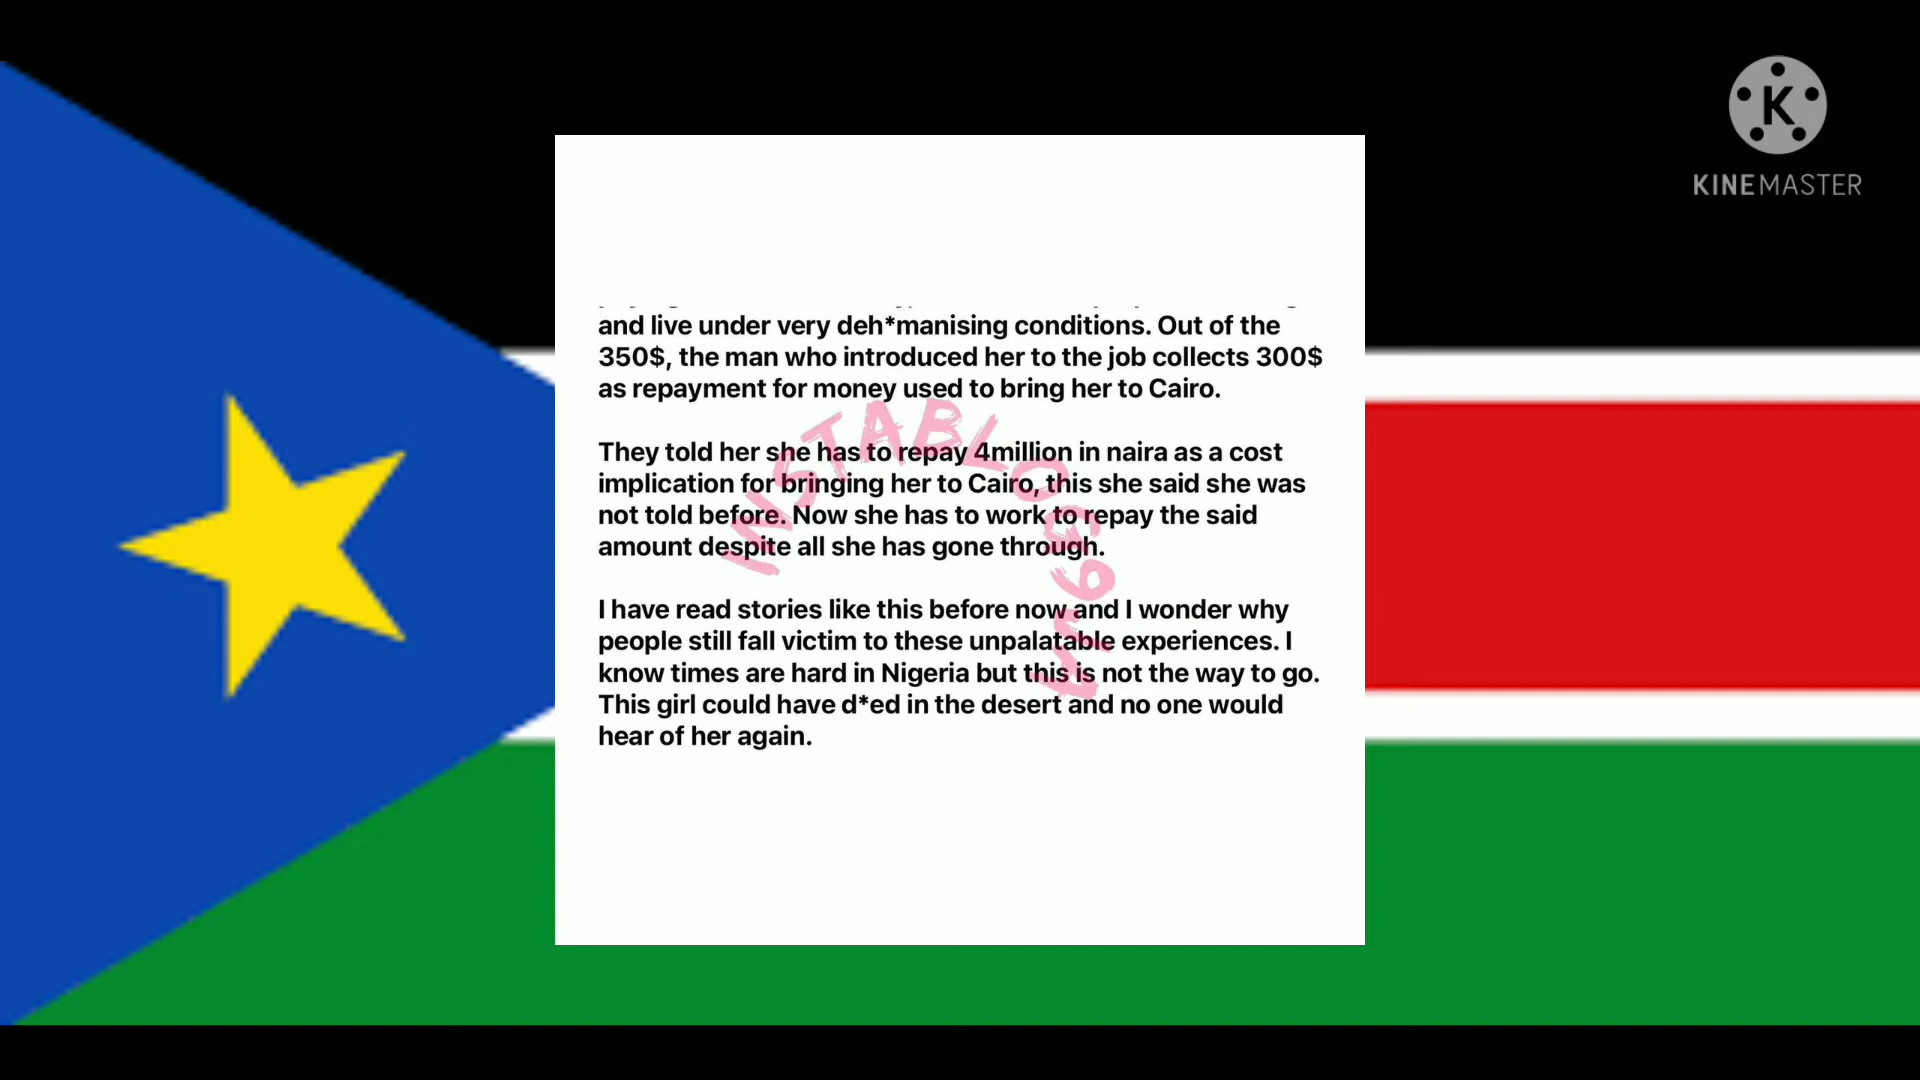 K
KINEMASTER
and live under very deh*manising conditions. Out of the
350$, the man who introduced her to the job collects 300$
as repayment for money used to bring her to Cairo.
They told her she has to repay 4million in naira as a cost
implication for bringing her to Cairo, this she said she was
not told before. Now she has to work to repay the said
amount despite all she has gone through.
I have read stories like this before now and I wonder why
people still fall victim to these unpalatable experiences. I
know times are hard in Nigeria but this is not the way to go.
This girl could have d*ed in the desert and no one would
hear of her again.
INSTABLOG9JA